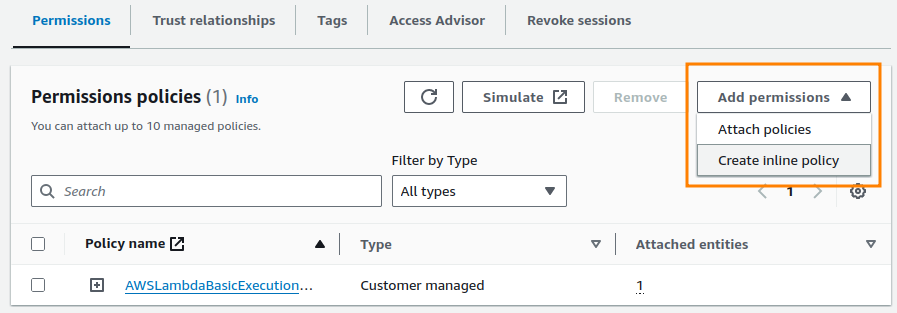 Permissions Trust relationships Tags Access Advisor Revoke sessions
Permissions policies (1) Info
Simulate Remove Add permissions
You can attach up to 10 managed policies.
Attach policies
Create inline policy
Filter by Type
Search All types 1
Policy name Type Attached entities
AWSLambdaBasicExecution... Customer managed 1